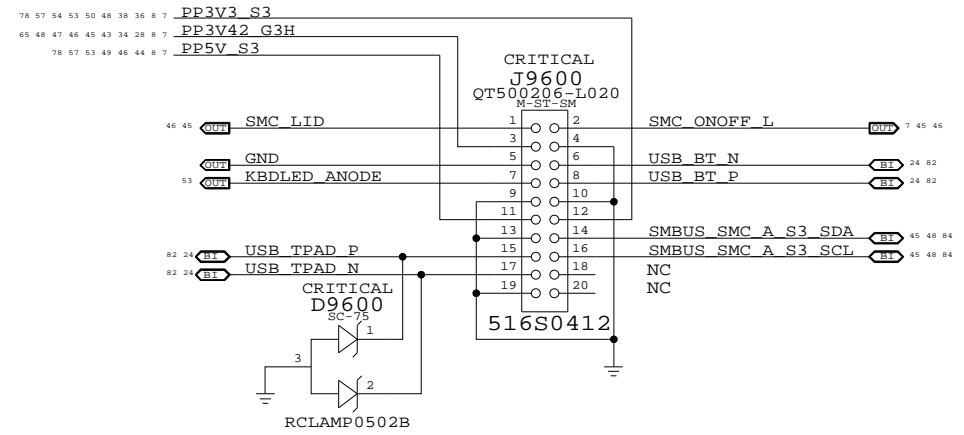 78 57 54 53 50 48 38 36 8 7 PP3V3_S3
65 48 47 46 45 43 34 28 8 7 PP3V42_G3H
78 57 53 49 46 44 8 7 PP5V_S3
CRITICAL
J9600
QT500206-L020
M-ST-SM
46 45 OUT SMC_LID 1 2 SMC_ONOFF_L OUT 7 45 46
3 4
OUT GND 5 6 USB_BT_N BI 24 82
53 OUT KBDLED_ANODE 7 8 USB_BT_P BI 24 82
9 10
11 12
13 14 SMBUS_SMC_A_S3_SDA BI 45 48 84
82 24 BI USB_TPAD_P 15 16 SMBUS_SMC_A_S3_SCL BI 45 48 84
82 24 BI USB_TPAD_N 17 18 NC
19 20 NC
CRITICAL
D9600
SC-75
516S0412
1
3
2
RCLAMP0502B